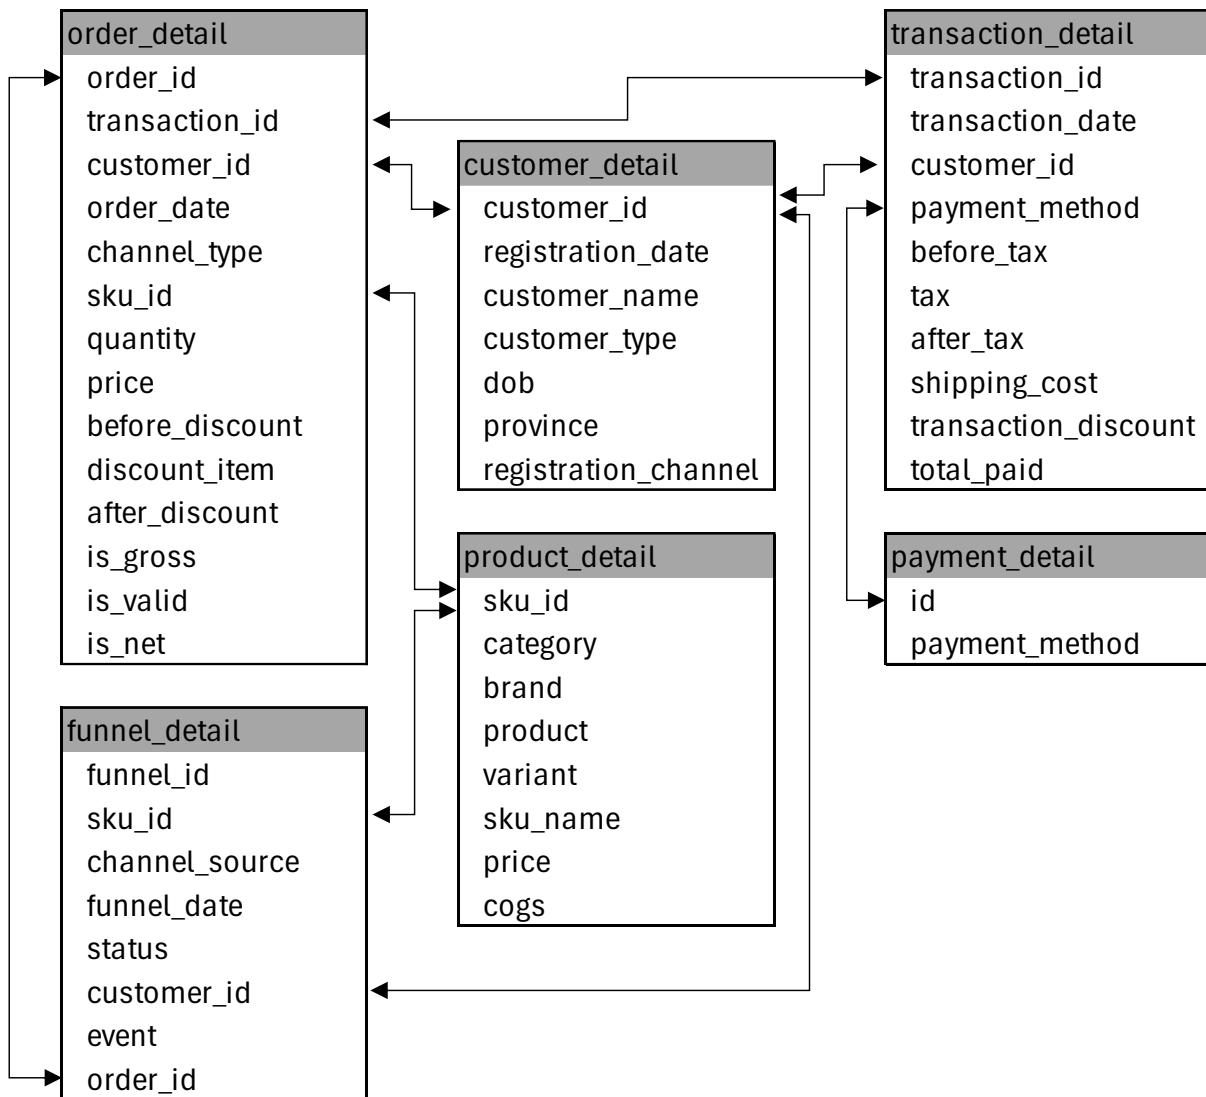 order_detail
order_id
transaction_id
customer_id
order_date
channel_type
sku_id
quantity
price
before_discount
discount_item
after_discount
is_gross
is_valid
is_net
funnel_detail
funnel_id
sku_id
channel_source
funnel_date
status
customer_id
event
order_id
customer_detail
customer_id
registration_date
customer_name
customer_type
dob
province
registration_channel
product_detail
sku_id
category
brand
product
variant
sku_name
price
cogs
transaction_detail
transaction_id
transaction_date
customer_id
payment_method
before_tax
tax
after_tax
shipping_cost
transaction_discount
total_paid
payment_detail
id
payment_method